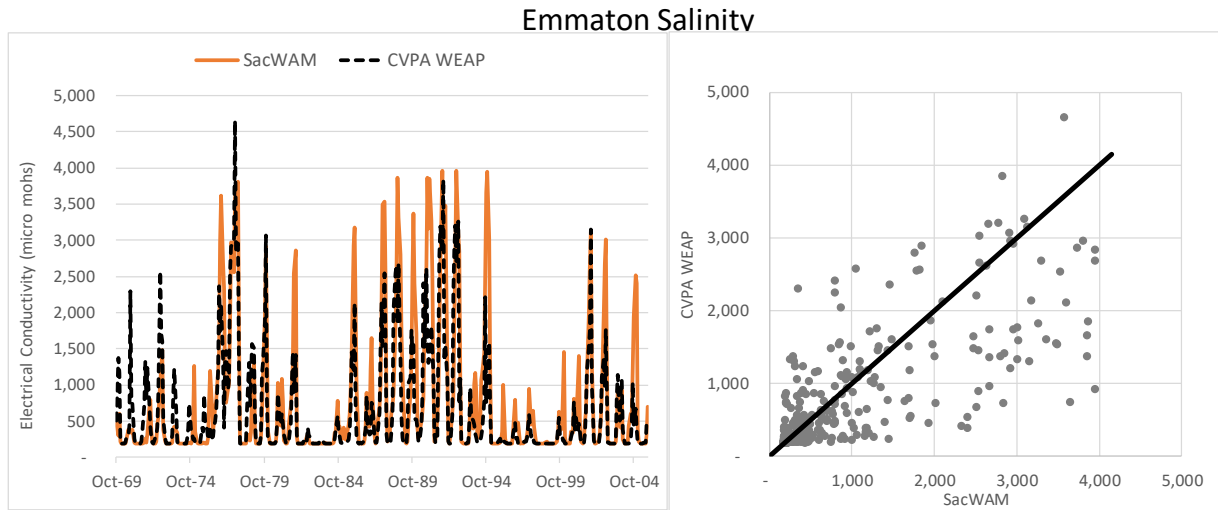 Emmaton Salinity
SacWAM CVPA WEAP
Electrical Conductivity (micro mohs)
5,000
4,500
4,000
3,500
3,000
2,500
2,000
1,500
1,000
500
-
Oct-69 Oct-74 Oct-79 Oct-84 Oct-89 Oct-94 Oct-99 Oct-04
CVPA WEAP
5,000
4,000
3,000
2,000
1,000
-
- 1,000 2,000 3,000 4,000 5,000
SacWAM